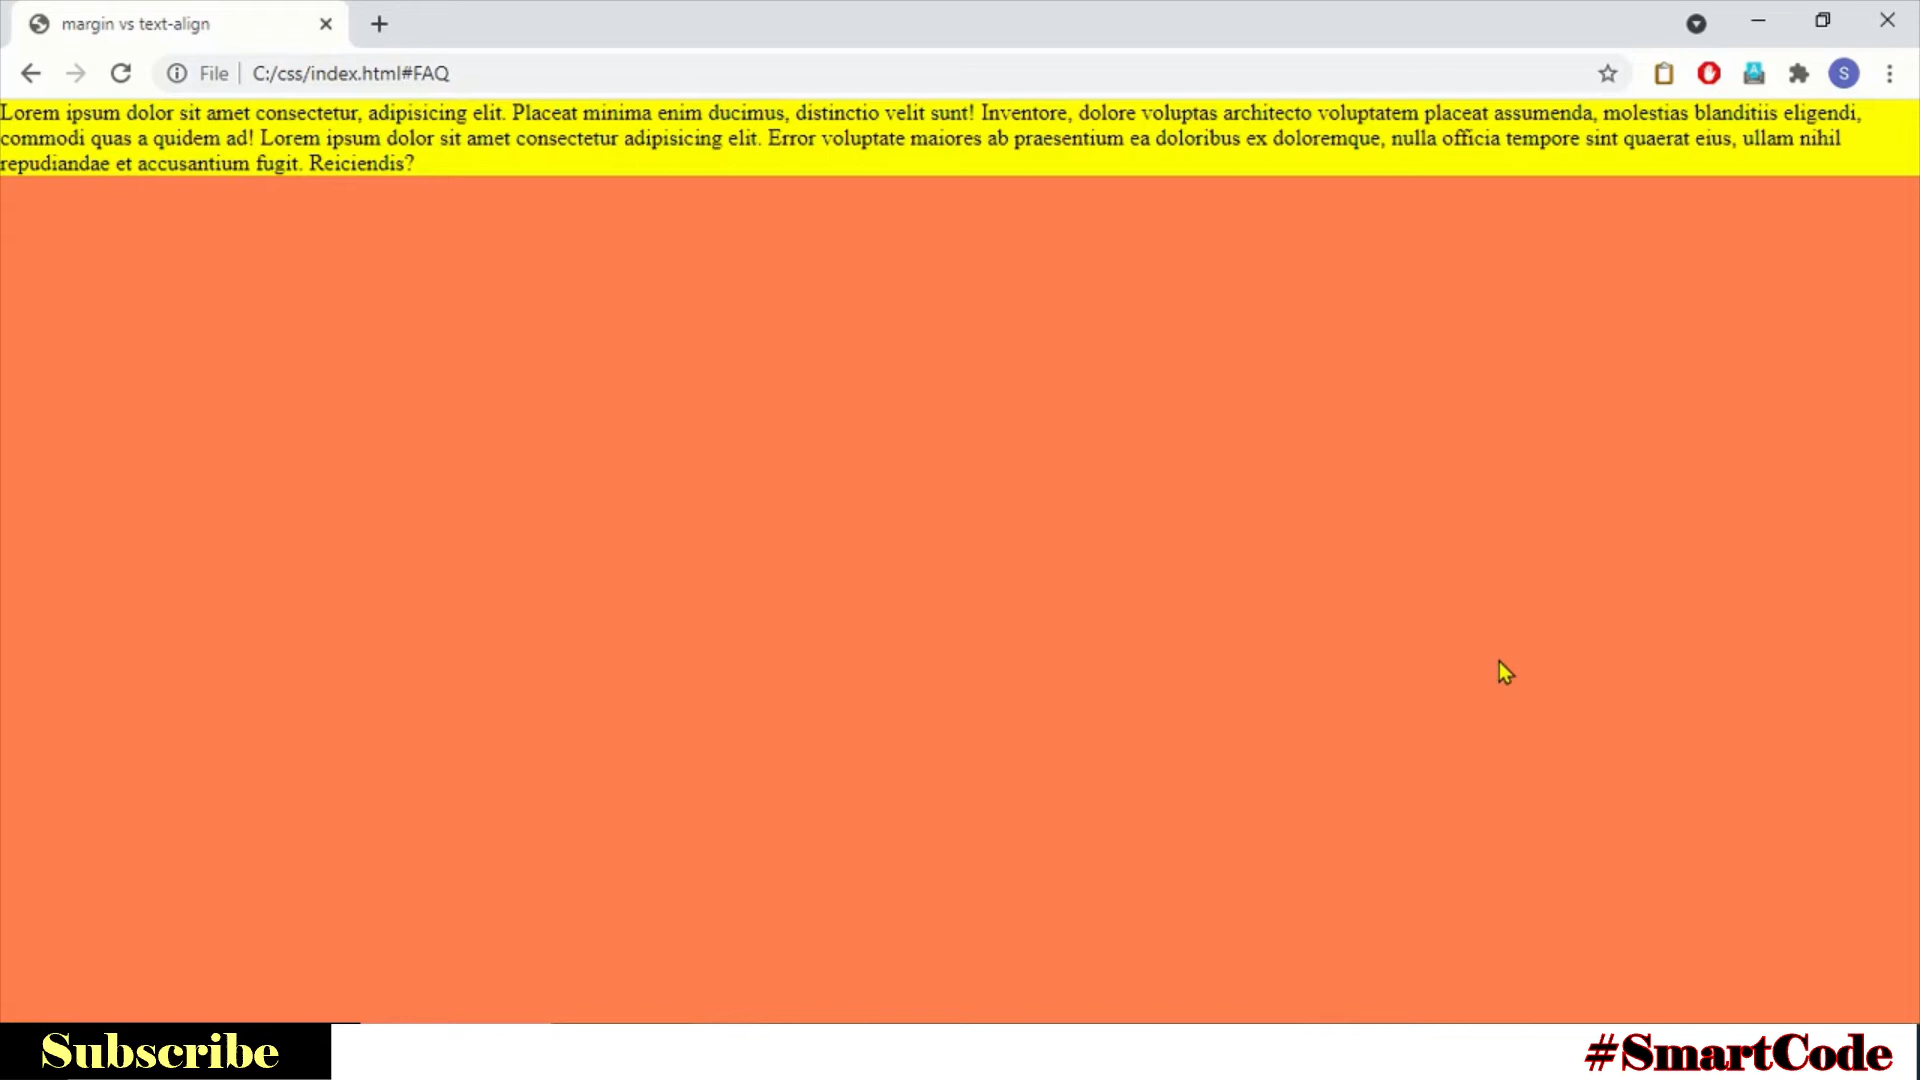 margin vs text-align
File
C:/css/index.html#FAQ
S
Lorem ipsum dolor sit amet consectetur, adipisicing elit. Placeat minima enim ducimus, distinctio velit sunt! Inventore, dolore voluptas architecto voluptatem placeat assumenda, molestias blanditiis eligendi,
commodi quas a quidem ad! Lorem ipsum dolor sit amet consectetur adipisicing elit. Error voluptate maiores ab praesentium ea doloribus ex doloremque, nulla officia tempore sint quaerat eius, ullam nihil
repudiandae et accusantium fugit. Reiciendis?
Subscribe
#SmartCode